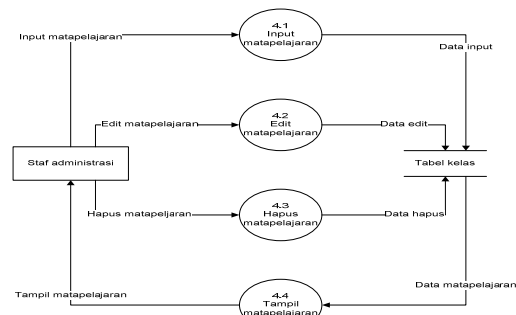 4.1
Input
matapelajaran
Input matapelajaran
Data input
4.2
Edit
matapelajaran
Edit matapelajaran
Data edit
Staf administrasi
Tabel kelas
4.3
Hapus
matapelajaran
Hapus matapeljaran
Data hapus
Data matapelajaran
Tampil matapelajaran
4.4
Tampil
matapelajaran